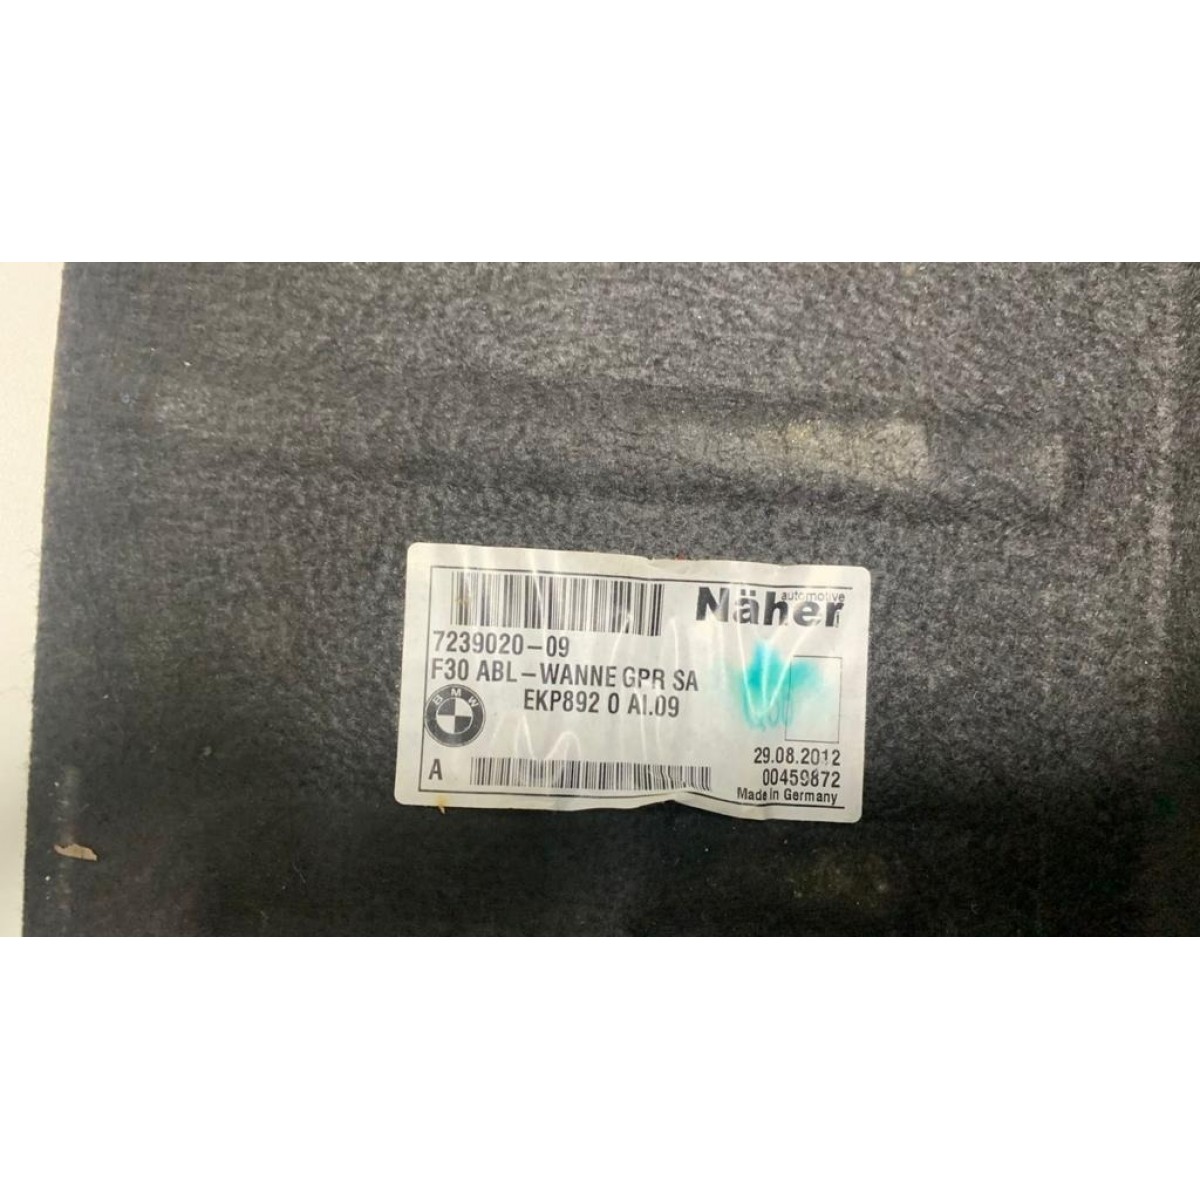 automotive
Näher
7239020-09
F30 ABL-WANNE GPR SA
BMW
EKP892 0 AI.09
29.08.2012
A
00459872
Made in Germany